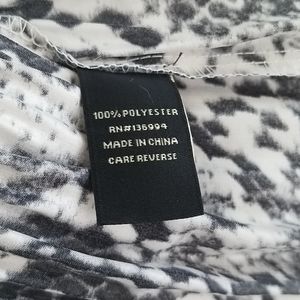 100% POLYESTER
RN#136994
MADE IN CHINA
CARE REVERSE